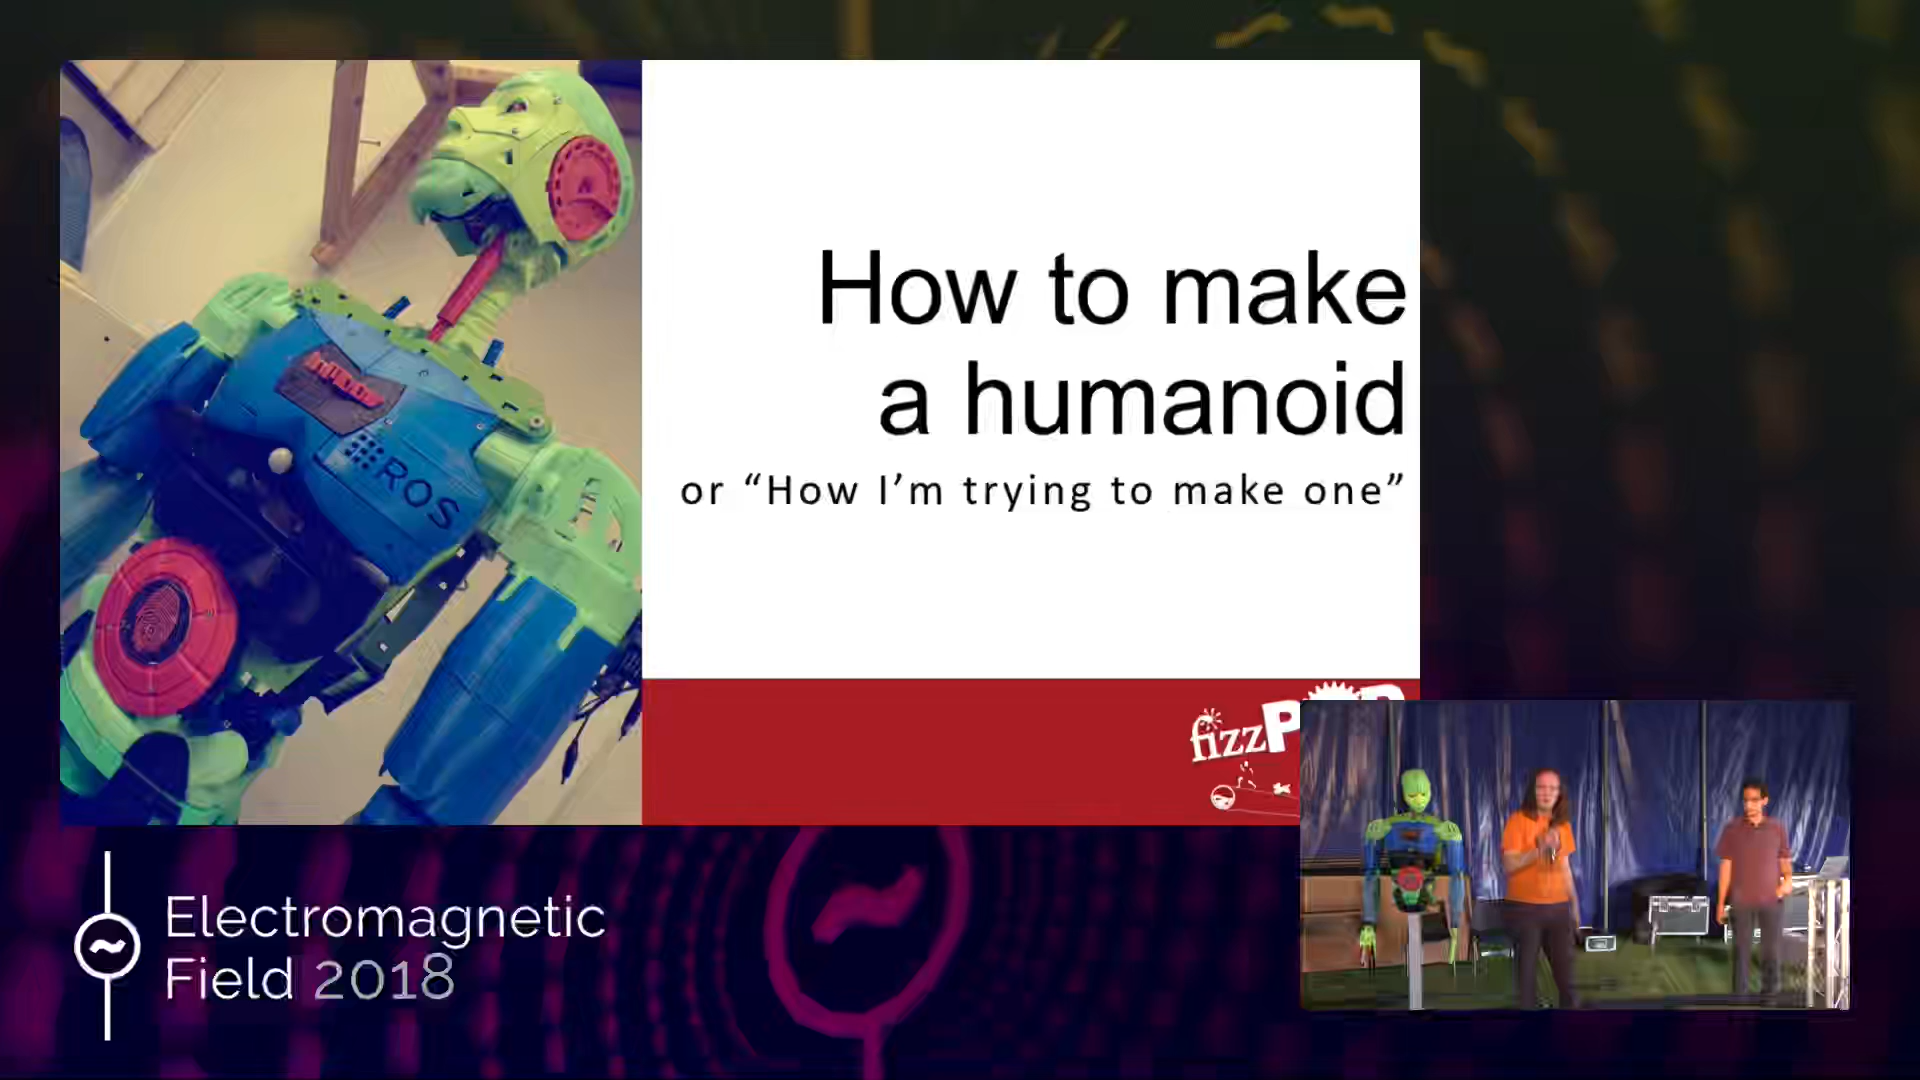 How to make
a humanoid
or “How I’m trying to make one”
ROS
fizzP
Electromagnetic
Field 2018